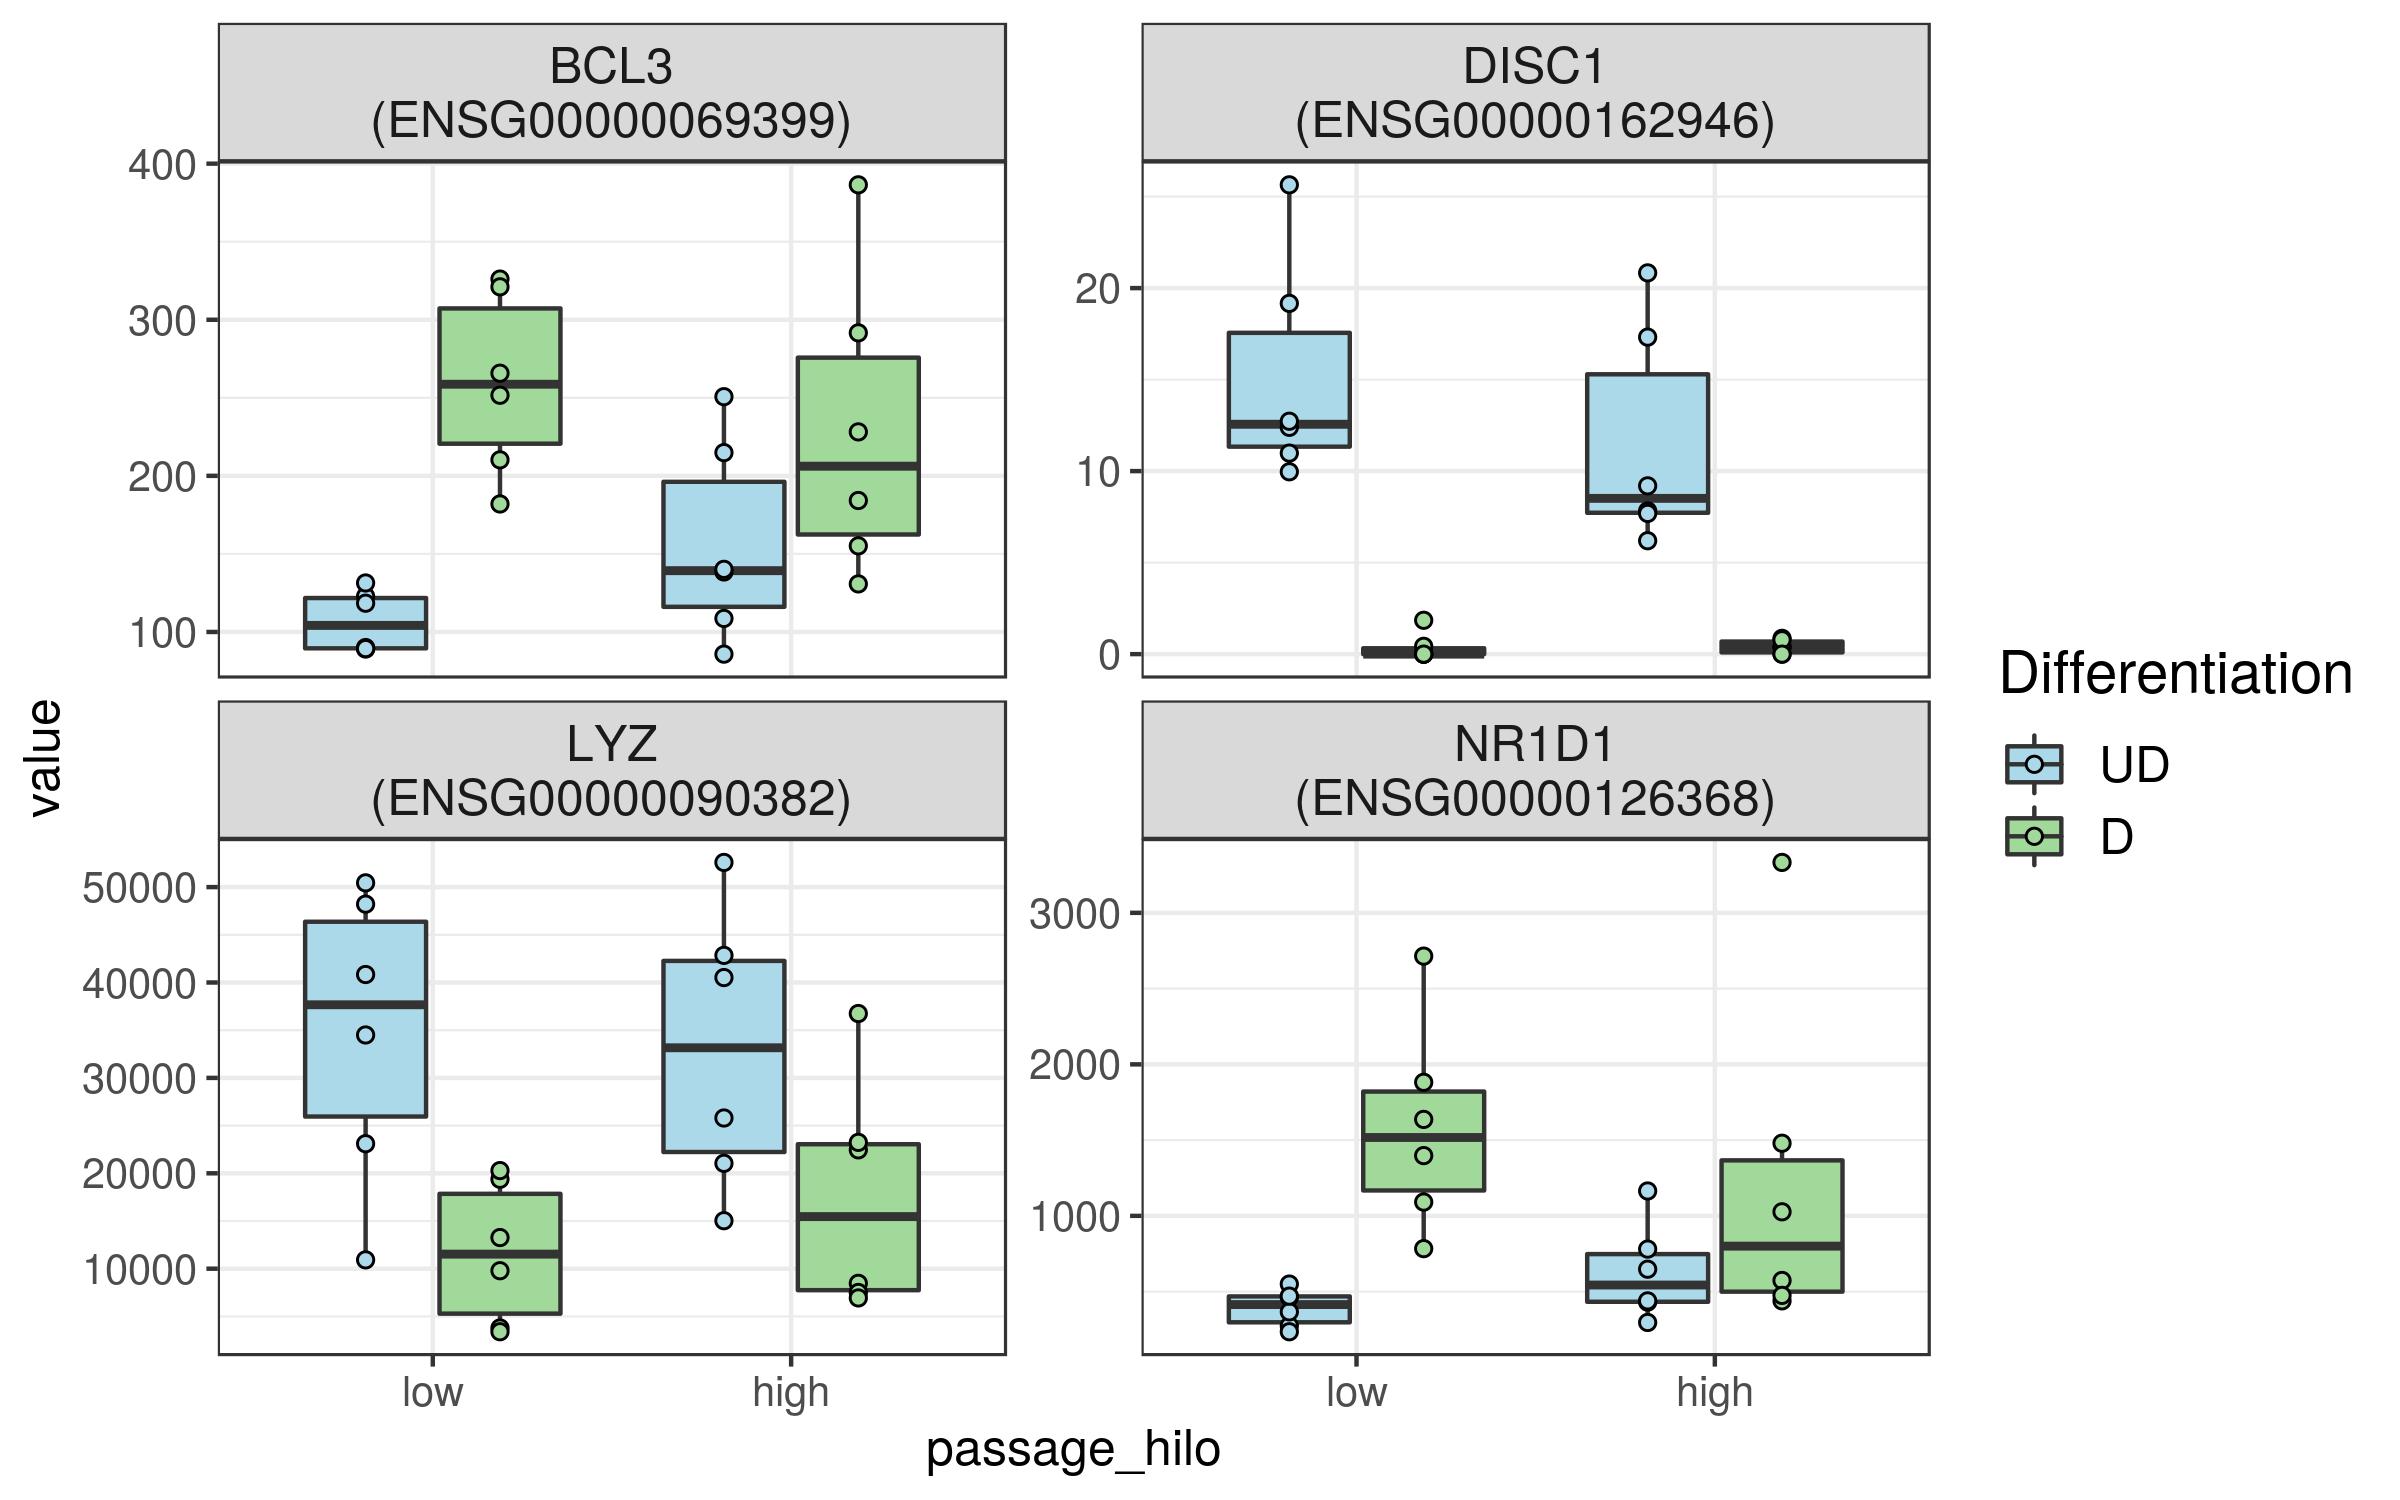 BCL3
(ENSG00000069399)
DISC1
(ENSG00000162946)
400
300
200
100
20
10
0
LYZ
(ENSG00000090382)
NR1D1
(ENSG00000126368)
50000
40000
30000
20000
10000
3000
2000
1000
low
high
low
high
passage_hilo
value
Differentiation
UD
D